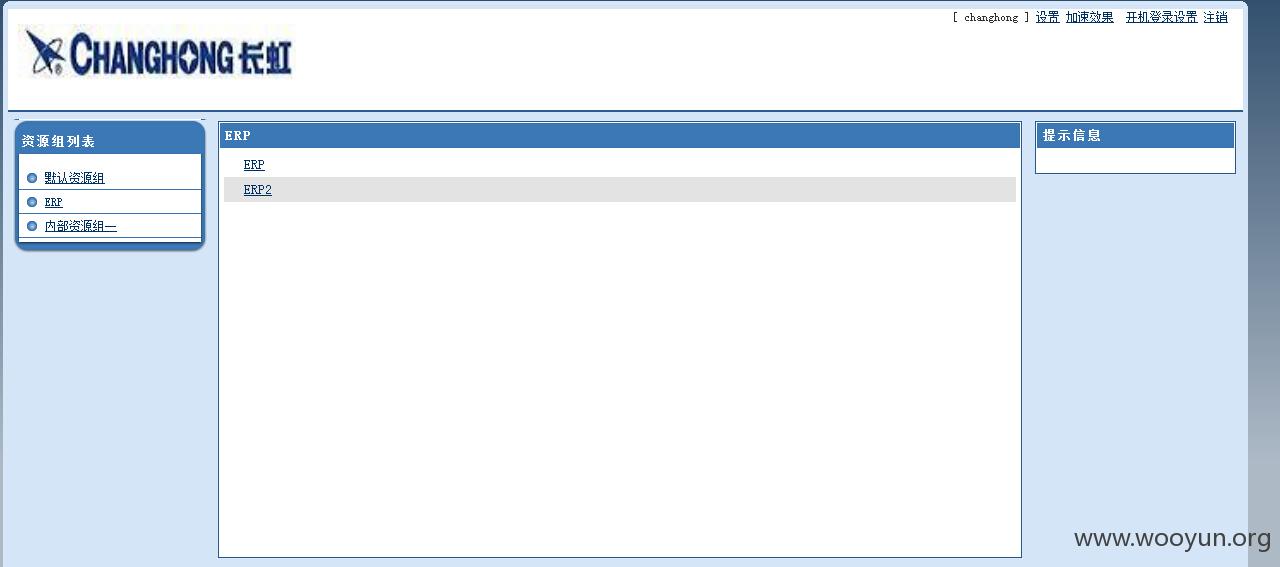 [ changhong ] 设置 加速效果 开机登录设置 注销
CHANGHONG 长虹
资源组列表
默认资源组
ERP
内部资源组一
ERP
ERP
ERP2
提示信息
www.wooyun.org